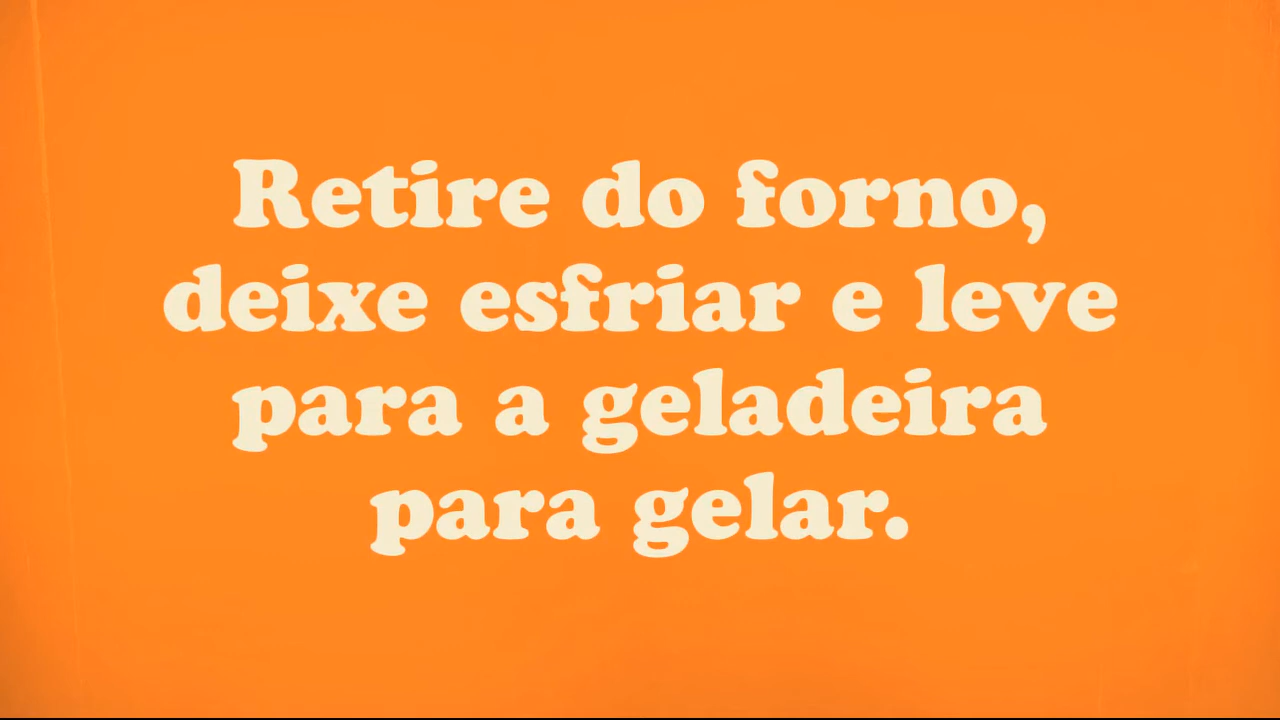 Retire do forno,
deixe esfriar e leve
para a geladeira
para gelar.